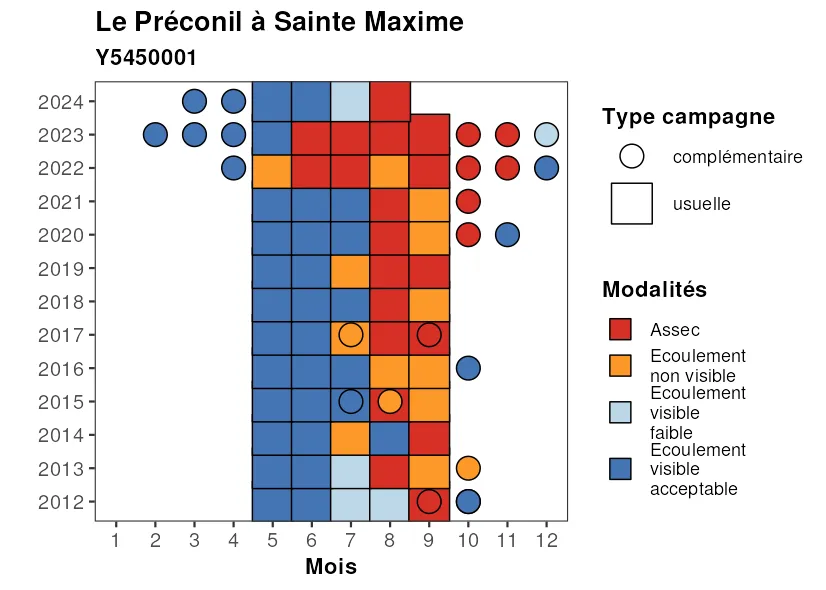 Le Préconil à Sainte Maxime
Y5450001
2024
2023
2022
2021
2020
2019
2018
2017
2016
2015
2014
2013
2012
1 2 3 4 5 6 7 8 9 10 11 12
Mois
Type campagne
complémentaire
usuelle
Modalités
Assec
Ecoulement
non visible
Ecoulement
visible
faible
Ecoulement
visible
acceptable